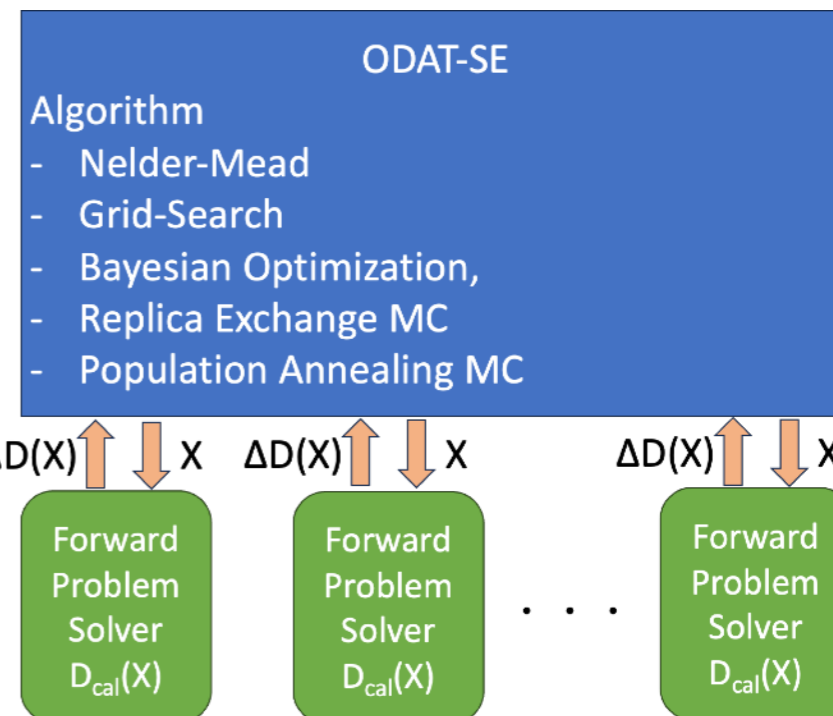 ODAT-SE
Algorithm
- Nelder-Mead
- Grid-Search
- Bayesian Optimization,
- Replica Exchange MC
- Population Annealing MC
D(X) X ΔD(X) X ΔD(X) X
Forward
Problem
Solver
Dcal(X)
Forward
Problem
Solver
Dcal(X)
. . .
Forward
Problem
Solver
Dcal(X)